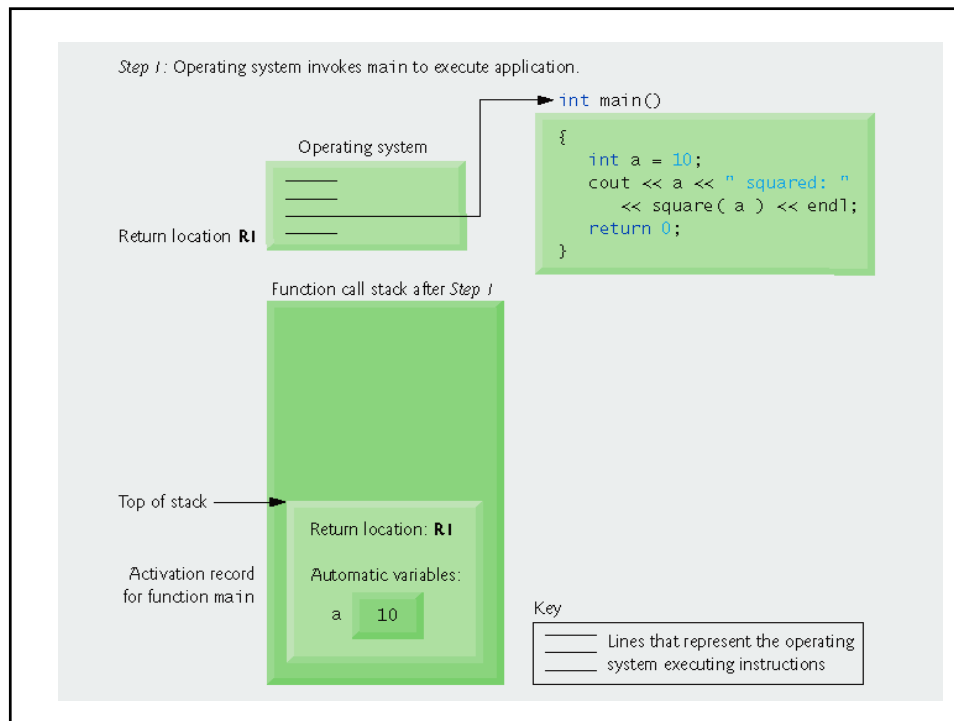 Step 1: Operating system invokes main to execute application.
int main()
Operating system
{
int a = 10;
cout << a << " squared: "
<< square( a ) << endl;
return 0;
}
Return location R1
Function call stack after Step 1
Top of stack
Return location: R1
Activation record
for function main
Automatic variables:
a 10
Key
Lines that represent the operating
system executing instructions